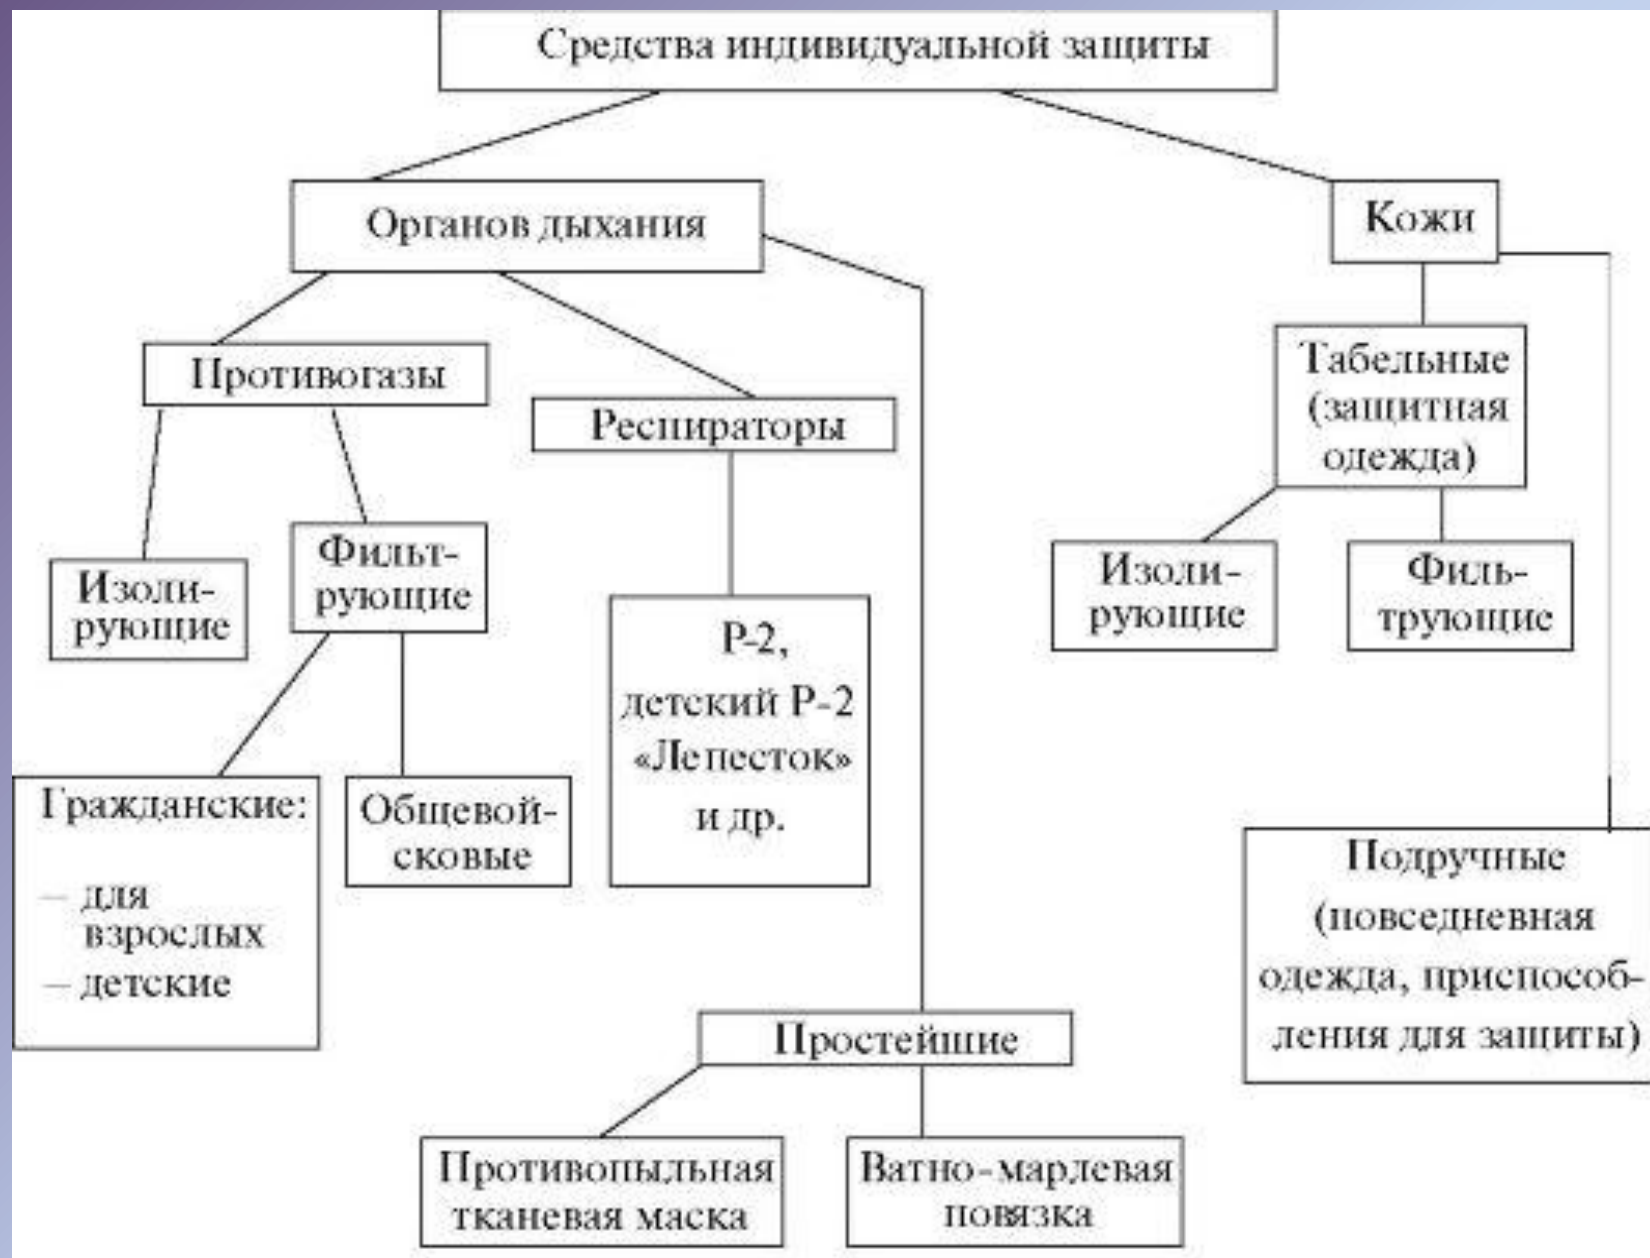 Средства индивидуальной защиты
Органов дыхания
Кожи
Противогазы
Респираторы
Табельные
(защитная
одежда)
Изоли-
рующие
Фильт-
рующие
Р-2,
детский Р-2
«Лепесток»
и др.
Изоли-
рующие
Филь-
трующие
Гражданские:
– для
взрослых
– детские
Общевой-
сковые
Подручные
(повседневная
одежда, приспособ-
ления для защиты)
Простейшие
Противопыльная
тканевая маска
Ватно-марлевая
повязка